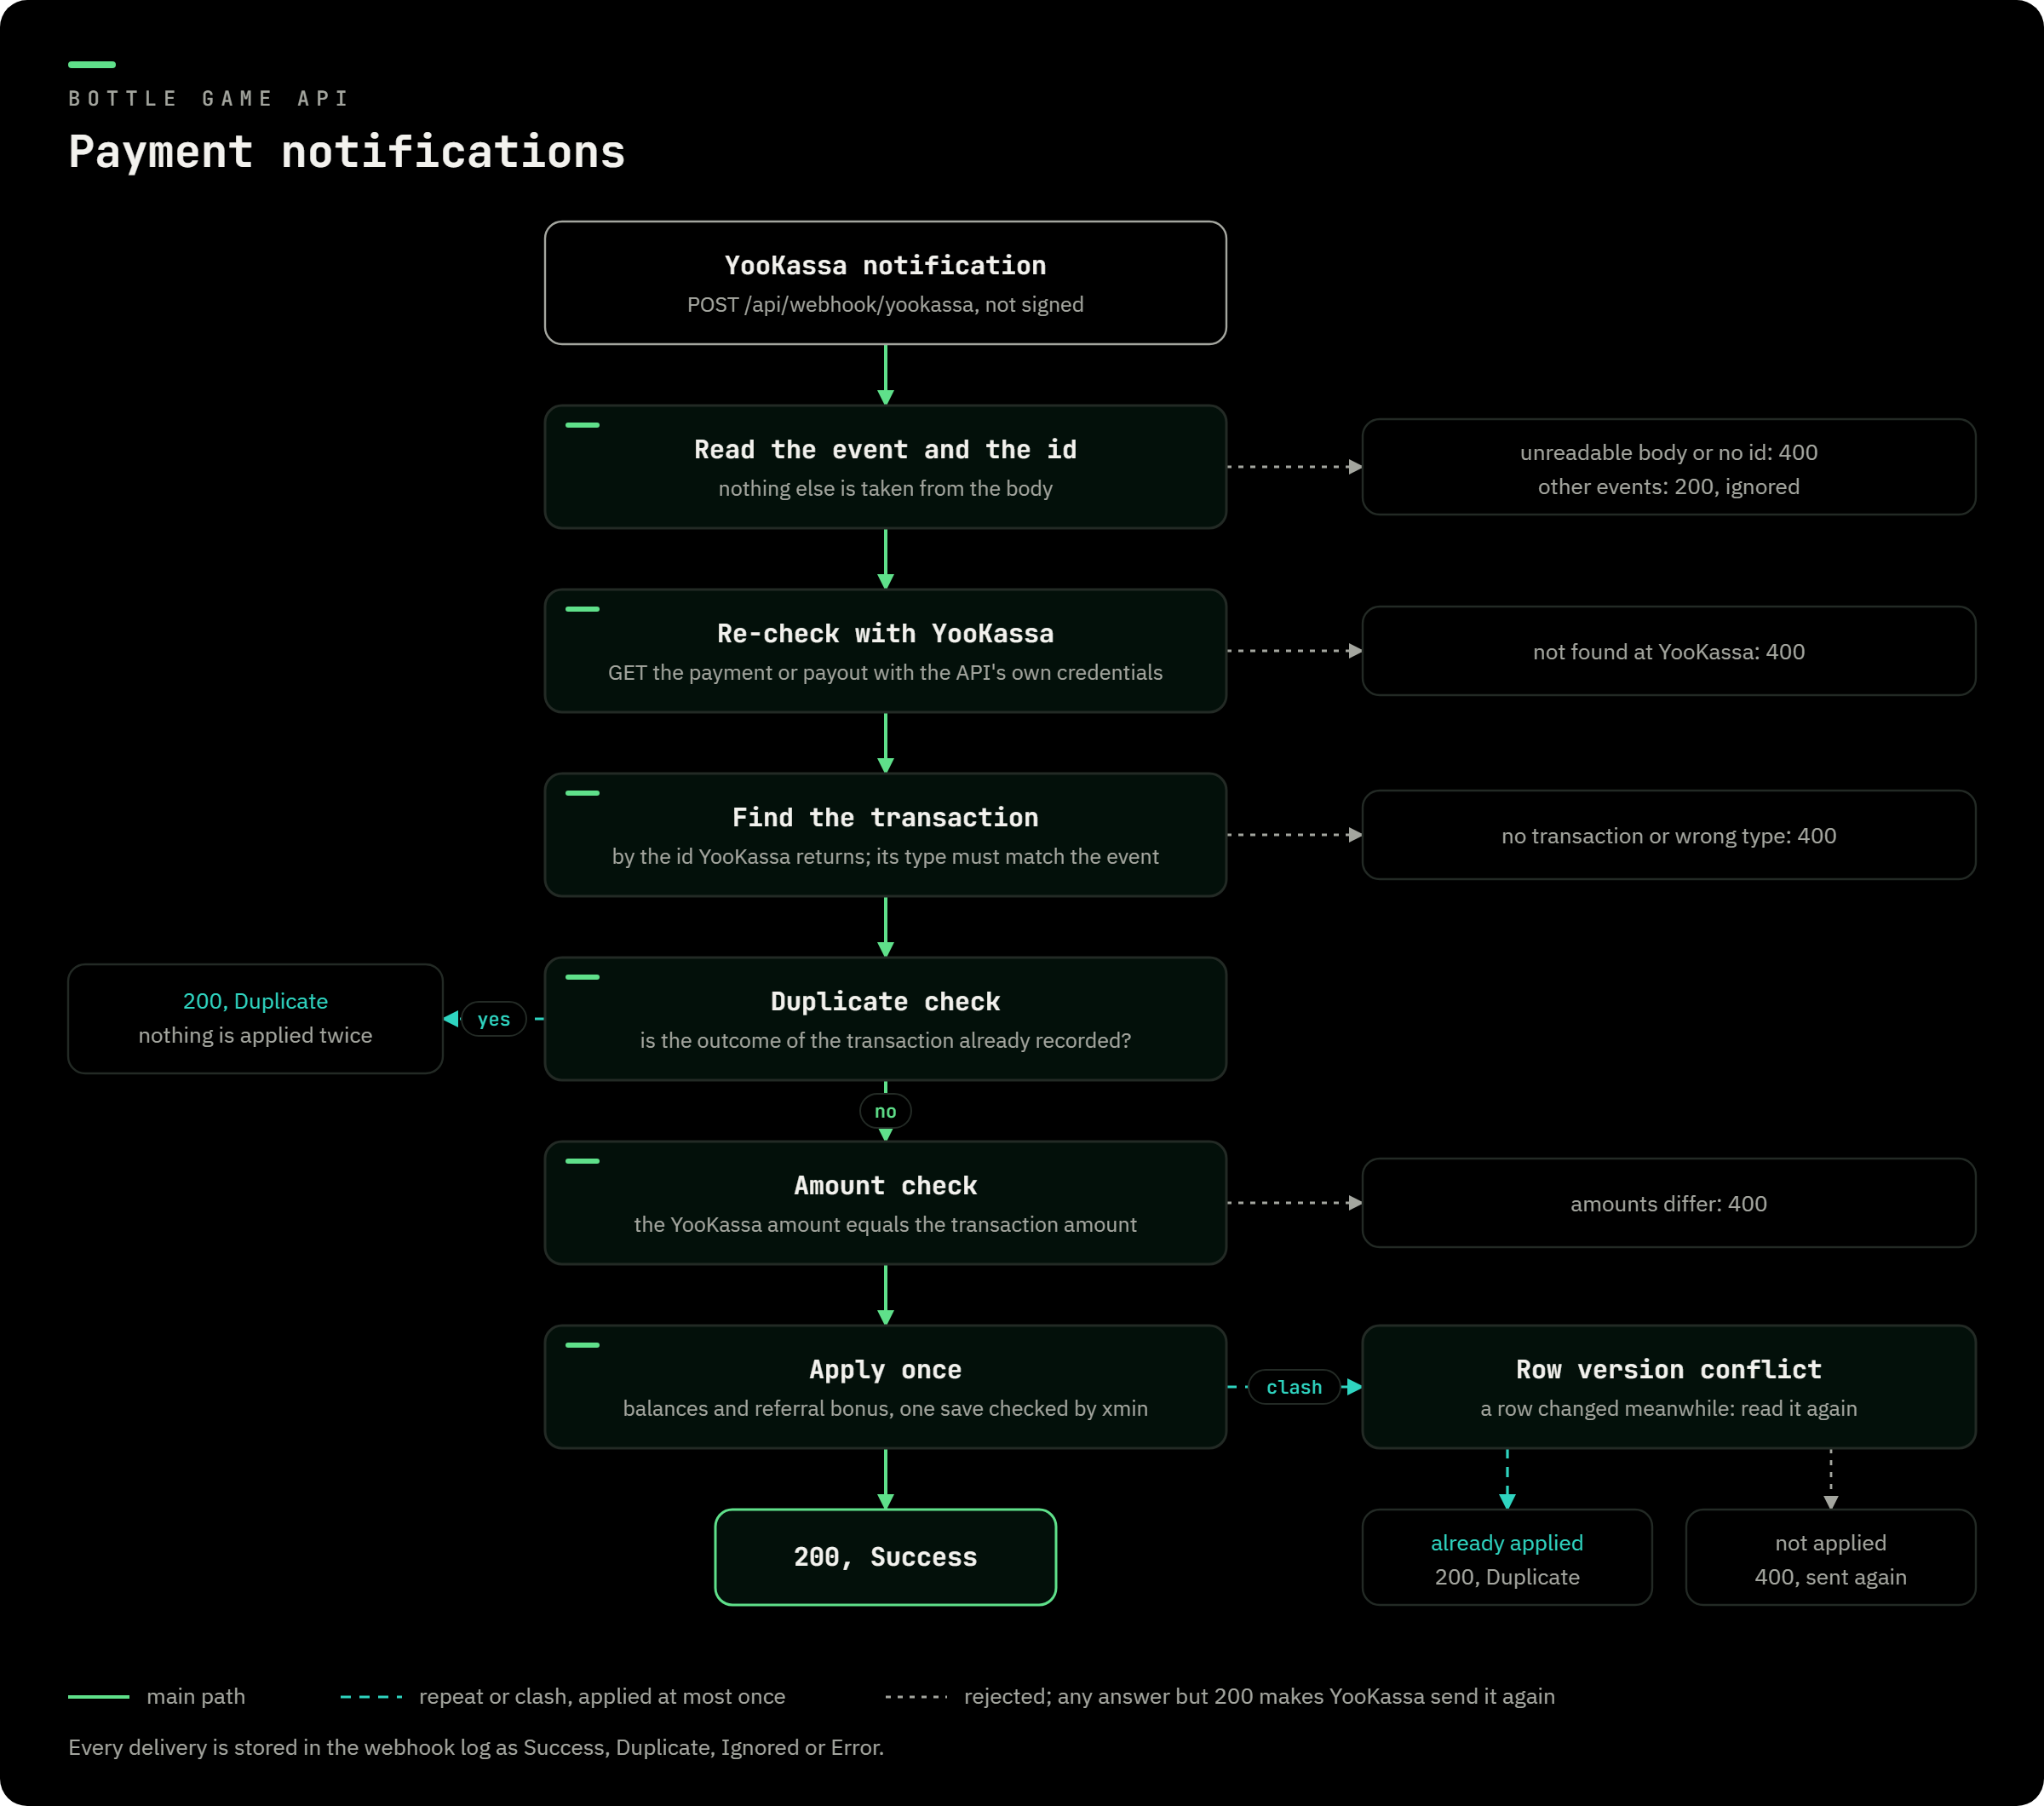 BOTTLE GAME API
Payment notifications
YooKassa notification
POST /api/webhook/yookassa, not signed
Read the event and the id
nothing else is taken from the body
unreadable body or no id: 400
other events: 200, ignored
Re-check with YooKassa
GET the payment or payout with the API's own credentials
not found at YooKassa: 400
Find the transaction
by the id YooKassa returns; its type must match the event
no transaction or wrong type: 400
200, Duplicate
nothing is applied twice
yes
Duplicate check
is the outcome of the transaction already recorded?
no
Amount check
the YooKassa amount equals the transaction amount
amounts differ: 400
Apply once
balances and referral bonus, one save checked by xmin
clash
Row version conflict
a row changed meanwhile: read it again
200, Success
already applied
200, Duplicate
not applied
400, sent again
main path
repeat or clash, applied at most once
rejected; any answer but 200 makes YooKassa send it again
Every delivery is stored in the webhook log as Success, Duplicate, Ignored or Error.